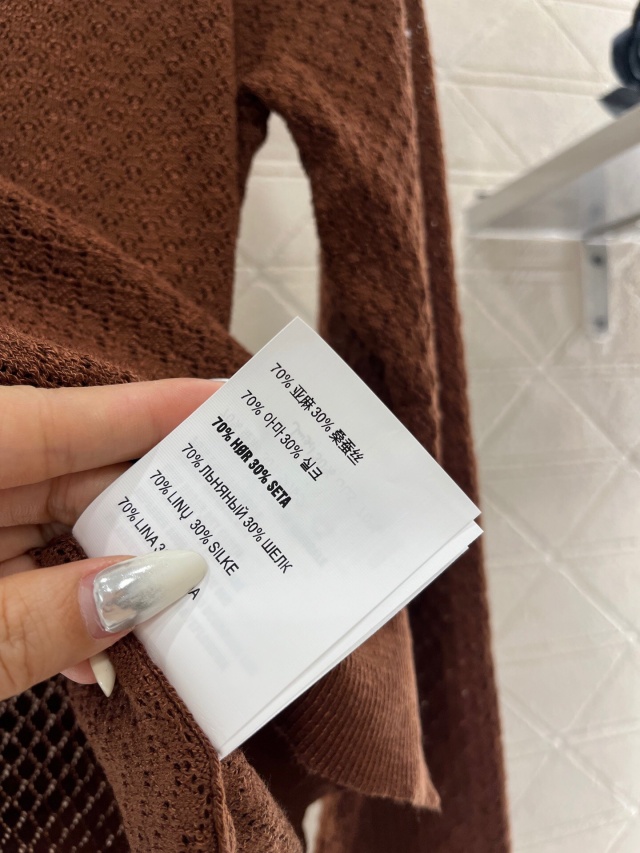 70% 亚麻 30% 桑蚕丝
70% 아마 30% 실크
70% HØR 30% SETA
70% ЛЬНЯНЫЙ 30% ШЕЛК
70% LINŲ 30% SILKE
70% LINA